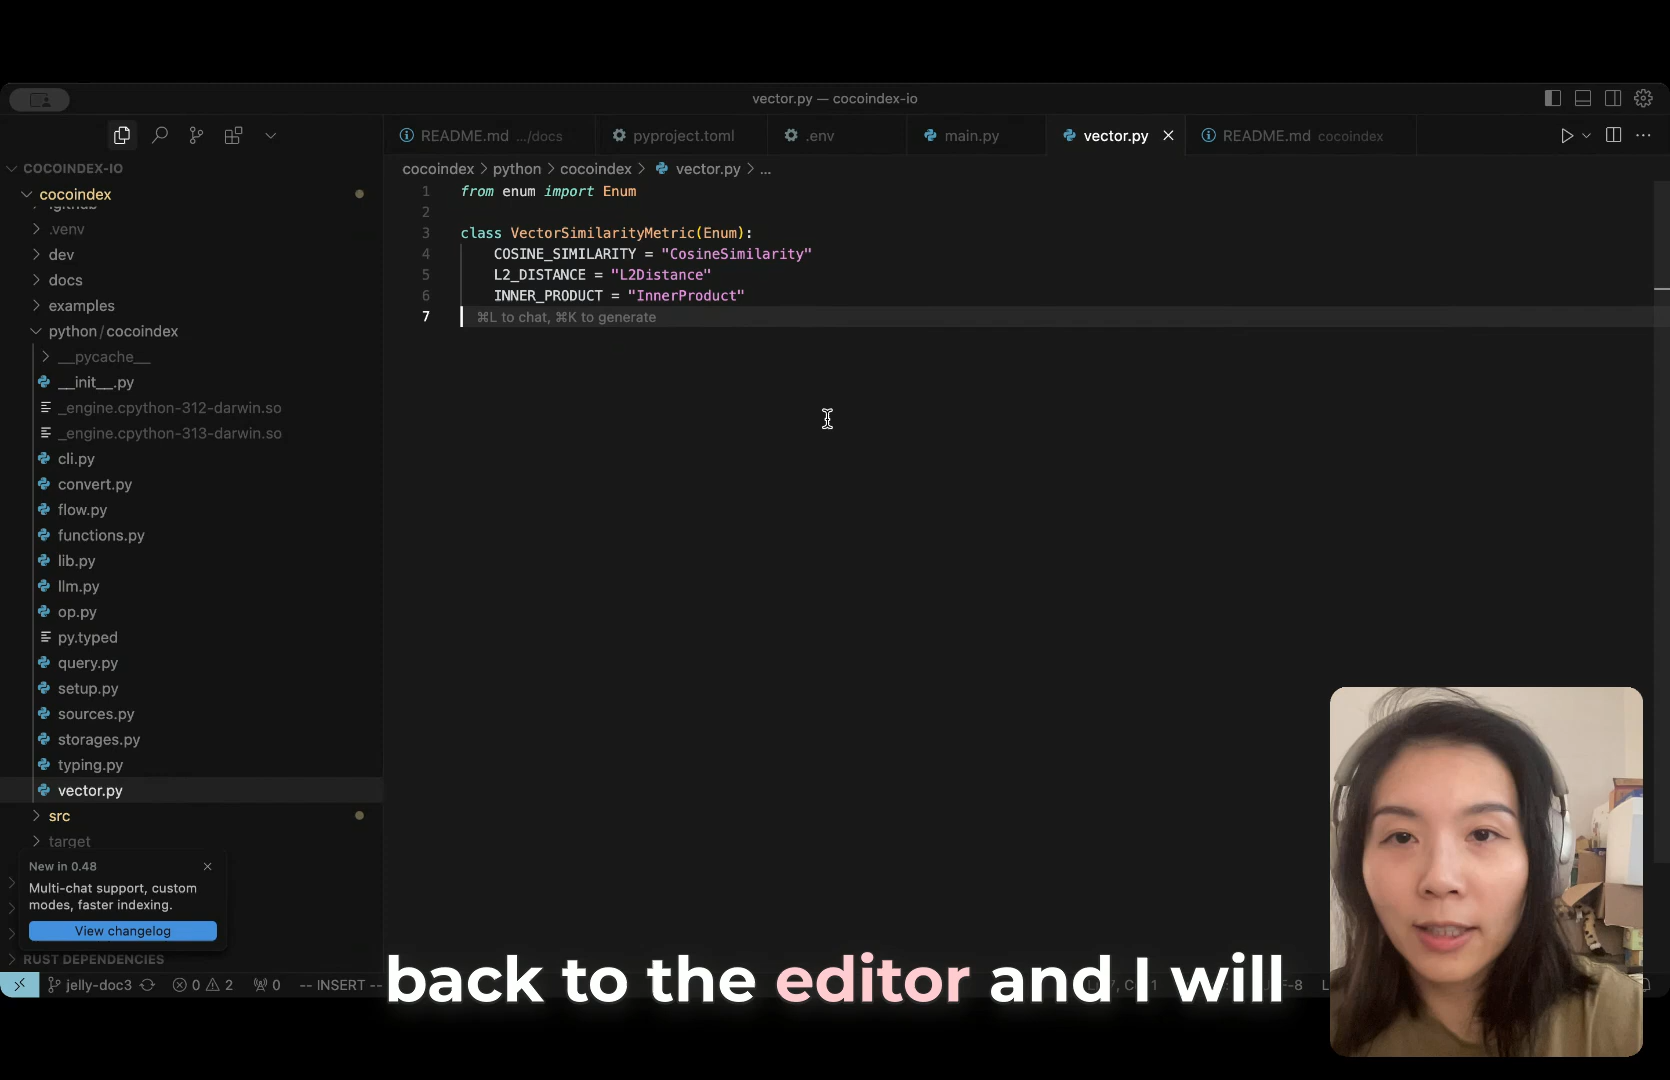 vector.py — cocoindex-io
README.md .../docs
pyproject.toml
.env
main.py
vector.py
README.md cocoindex
COCOINDEX-IO
cocoindex
.github
.venv
dev
docs
examples
python/cocoindex
__pycache__
__init__.py
_engine.cpython-312-darwin.so
_engine.cpython-313-darwin.so
cli.py
convert.py
flow.py
functions.py
lib.py
llm.py
op.py
py.typed
query.py
setup.py
sources.py
storages.py
typing.py
vector.py
src
target
New in 0.48
Multi-chat support, custom
modes, faster indexing.
View changelog
RUST DEPENDENCIES
cocoindex > python > cocoindex > vector.py > ...
1 from enum import Enum
2
3 class VectorSimilarityMetric(Enum):
4 COSINE_SIMILARITY = "CosineSimilarity"
5 L2_DISTANCE = "L2Distance"
6 INNER_PRODUCT = "InnerProduct"
7 ⌘L to chat, ⌘K to generate
back to the editor and I will
jelly-doc3 0 2 0 -- INSERT --